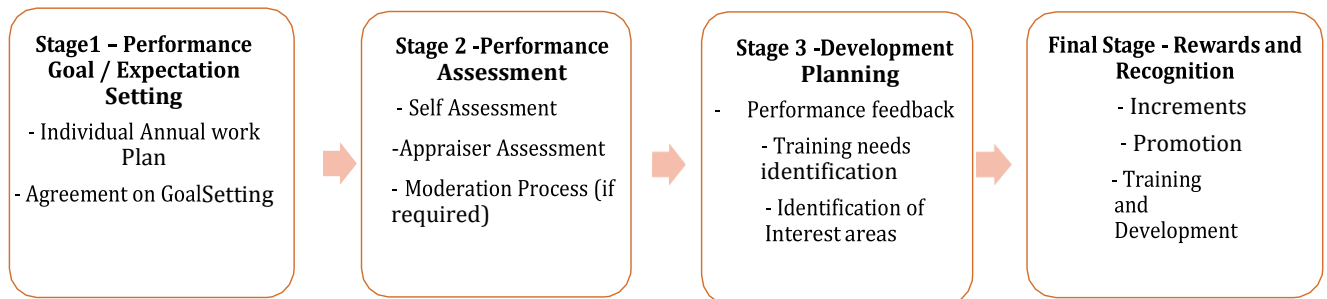 Stage1 – Performance
Goal / Expectation
Setting
- Individual Annual work
Plan
- Agreement on GoalSetting
Stage 2 -Performance
Assessment
- Self Assessment
-Appraiser Assessment
- Moderation Process (if
required)
Stage 3 -Development
Planning
- Performance feedback
- Training needs
identification
- Identification of
Interest areas
Final Stage - Rewards and
Recognition
- Increments
- Promotion
- Training
and
Development